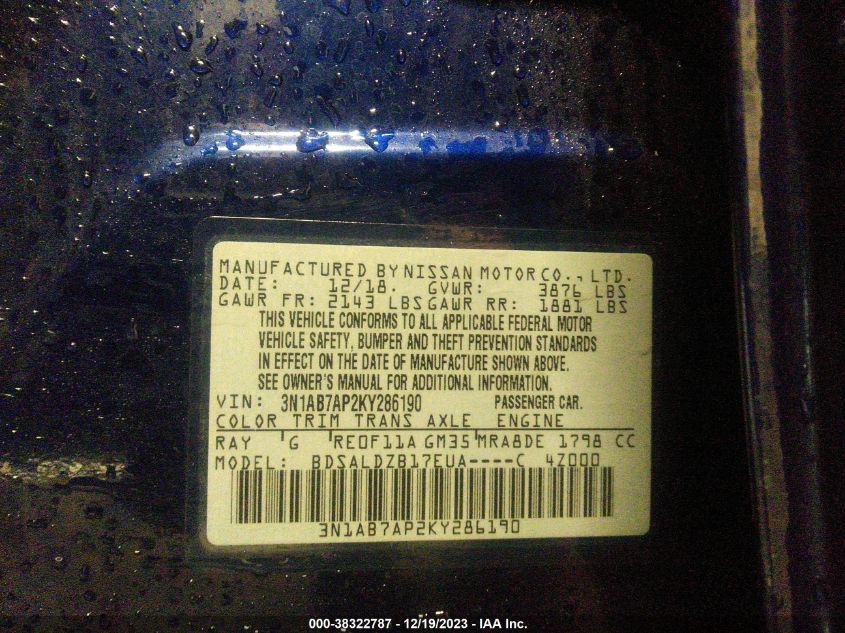 MANUFACTURED BY NISSAN MOTOR CO., LTD.
DATE: 12/18. GVWR: 3876 LBS
GAWR FR: 2143 LBS GAWR RR: 1881 LBS
THIS VEHICLE CONFORMS TO ALL APPLICABLE FEDERAL MOTOR
VEHICLE SAFETY, BUMPER AND THEFT PREVENTION STANDARDS
IN EFFECT ON THE DATE OF MANUFACTURE SHOWN ABOVE.
SEE OWNER'S MANUAL FOR ADDITIONAL INFORMATION.
VIN: 3N1AB7AP2KY286190 PASSENGER CAR.
COLOR TRIM TRANS AXLE ENGINE
RAY 'G 'RE0F11A GM35'MRA8DE 1798 CC
MODEL: BDSALDZB17EUA----C 4Z000
3N1AB7AP2KY286190
000-38322787 - 12/19/2023 - IAA Inc.